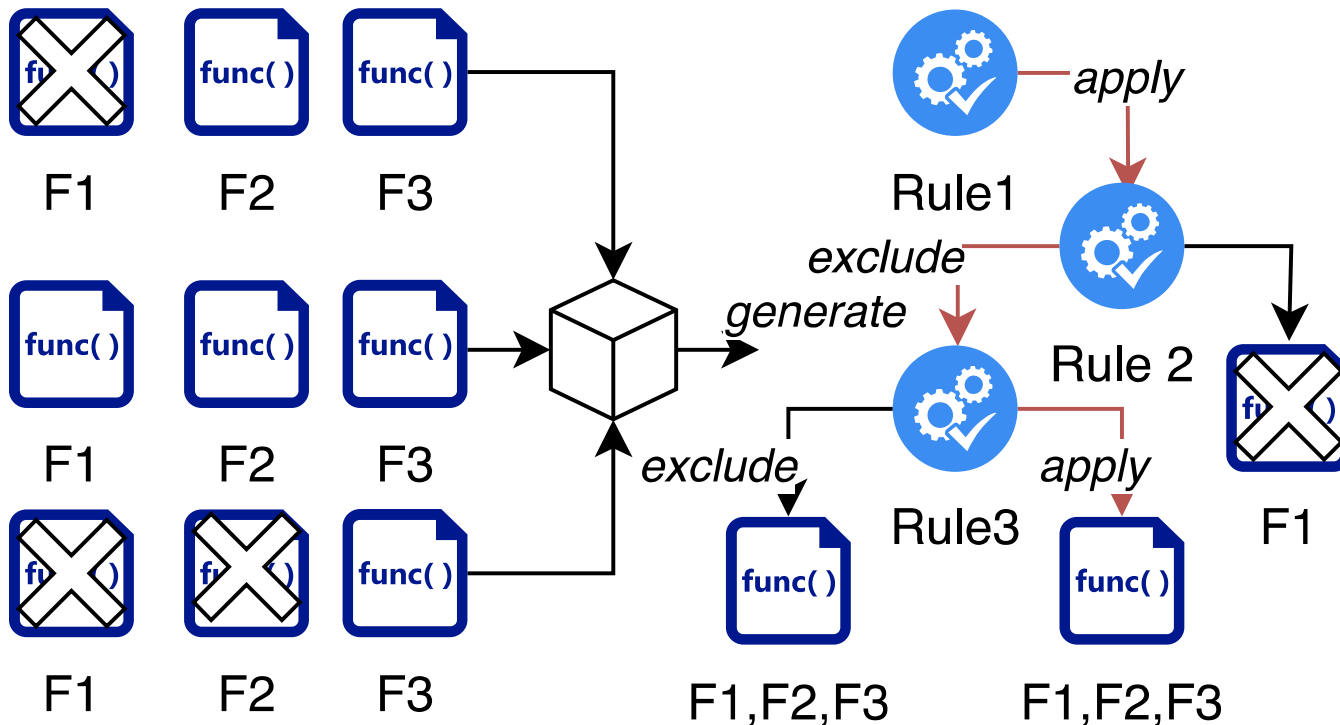 func( )
func( )
F1
F2
F3
func( )
func( )
func( )
F1
F2
F3
func( )
F1
F2
F3
generate
apply
Rule1
exclude
Rule 2
F1
Rule3
exclude
apply
func( )
func( )
F1,F2,F3
F1,F2,F3